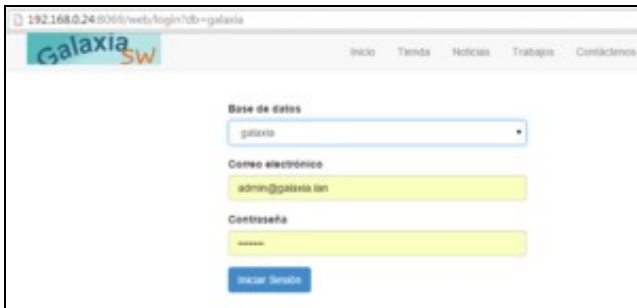 192.168.0.24:8069/web/login?db=galaxia
Galaxia SW
Inicio Tienda Noticias Trabajos Contáctenos
Base de datos
galaxia
Correo electrónico
admin@galaxia.lan
Contraseña
••••••
Iniciar Sesión